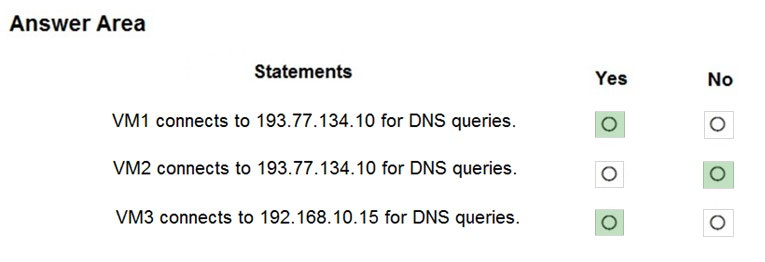 Answer Area
Statements Yes No
VM1 connects to 193.77.134.10 for DNS queries.
VM2 connects to 193.77.134.10 for DNS queries.
VM3 connects to 192.168.10.15 for DNS queries.